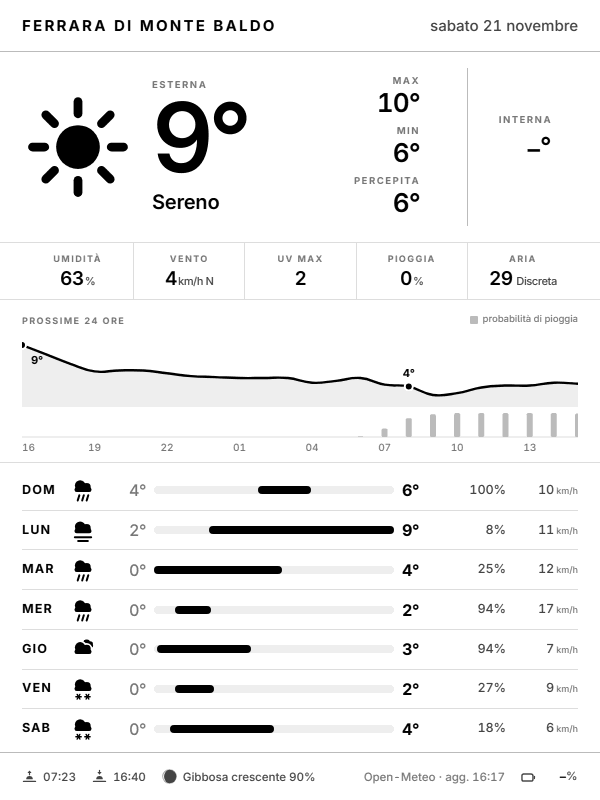 FERRARA DI MONTE BALDO sabato 21 novembre
ESTERNA
9°
Sereno
MAX
10°
MIN
6°
PERCEPITA
6°
INTERNA
–°
UMIDITÀ VENTO UV MAX PIOGGIA ARIA
63% 4km/h N 2 0% 29 Discreta
PROSSIME 24 ORE probabilità di pioggia
9°
4°
16 19 22 01 04 07 10 13
DOM 4° 6° 100% 10 km/h
LUN 2° 9° 8% 11 km/h
MAR 0° 4° 25% 12 km/h
MER 0° 2° 94% 17 km/h
GIO 0° 3° 94% 7 km/h
VEN 0° 2° 27% 9 km/h
SAB 0° 4° 18% 6 km/h
07:23 16:40 Gibbosa crescente 90% Open-Meteo · agg. 16:17 –%